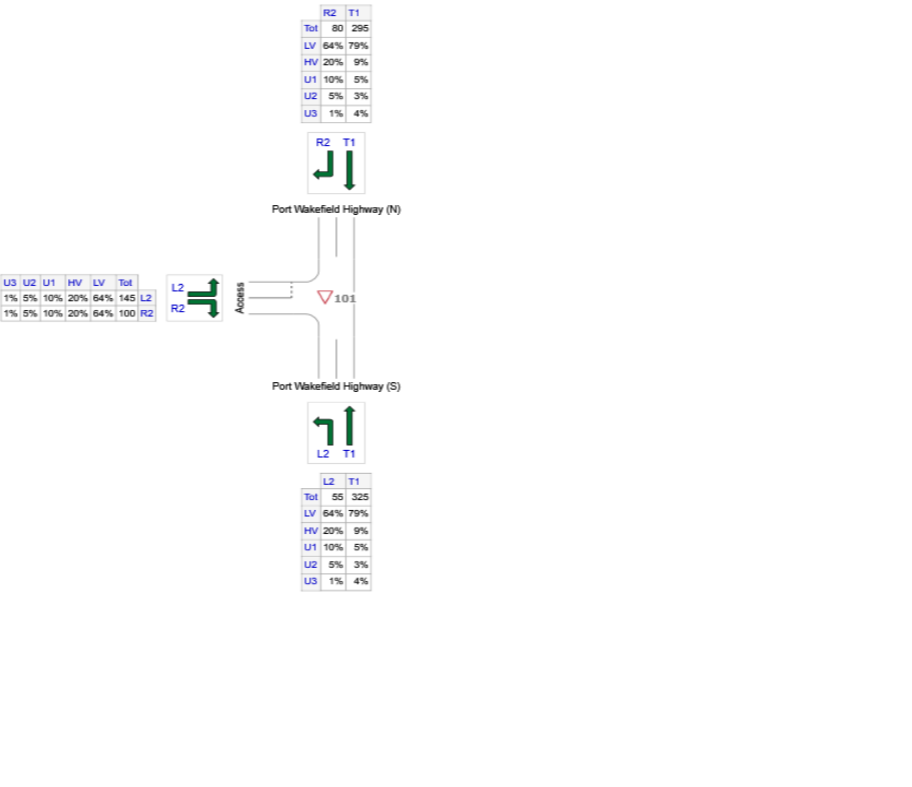 R2 T1
Tot 80 295
LV 64% 79%
HV 20% 9%
U1 10% 5%
U2 5% 3%
U3 1% 4%
R2 T1
Port Wakefield Highway (N)
U3 U2 U1 HV LV Tot
1% 5% 10% 20% 64% 145 L2
1% 5% 10% 20% 64% 100 R2
L2
R2
Access
101
Port Wakefield Highway (S)
L2 T1
L2 T1
Tot 55 325
LV 64% 79%
HV 20% 9%
U1 10% 5%
U2 5% 3%
U3 1% 4%